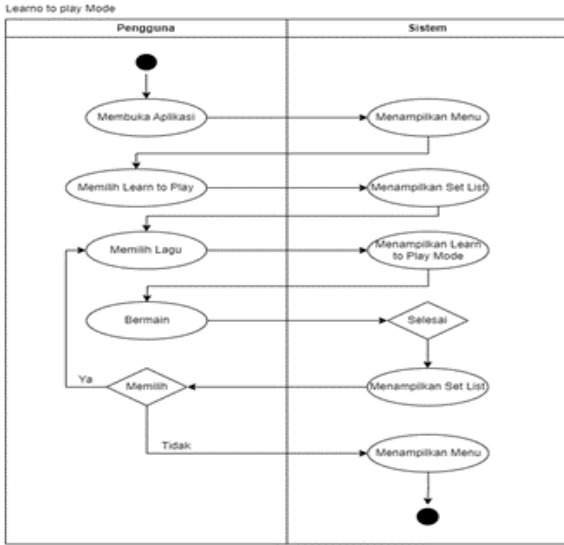 Learno to play Mode
Pengguna
Sistem
Membuka Aplikasi
Menampilkan Menu
Memilih Learn to Play
Menampilkan Set List
Memilih Lagu
Menampilkan Learn
to Play Mode
Bermain
Selesai
Ya
Memilih
Menampilkan Set List
Tidak
Menampilkan Menu